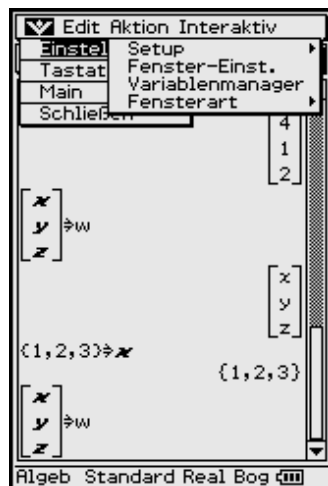 Edit Aktion Interaktiv
Einstel
Setup
Tastat
Fenster-Einst.
Main
Variablenmanager
Schließen
Fensterart
4
1
2
x
y ⇒w
z
x
y
z
{1,2,3}⇒x
{1,2,3}
x
y ⇒w
z
Algeb Standard Real Bog